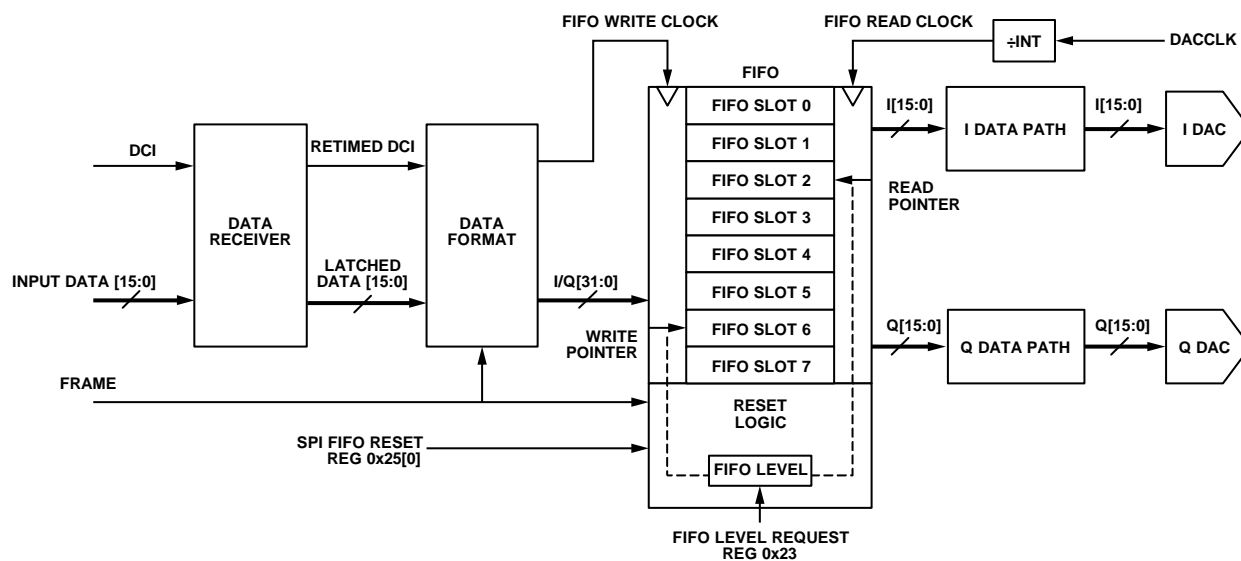 FIFO WRITE CLOCK
FIFO READ CLOCK
÷INT
DACCLK
FIFO
FIFO SLOT 0
FIFO SLOT 1
FIFO SLOT 2
FIFO SLOT 3
FIFO SLOT 4
FIFO SLOT 5
FIFO SLOT 6
FIFO SLOT 7
I[15:0]
I DATA PATH
I[15:0]
I DAC
DCI
RETIMED DCI
DATA
RECEIVER
DATA
FORMAT
READ
POINTER
INPUT DATA [15:0]
LATCHED
DATA [15:0]
I/Q[31:0]
WRITE
POINTER
Q[15:0]
Q DATA PATH
Q[15:0]
Q DAC
FRAME
RESET
LOGIC
SPI FIFO RESET
REG 0x25[0]
FIFO LEVEL
FIFO LEVEL REQUEST
REG 0x23